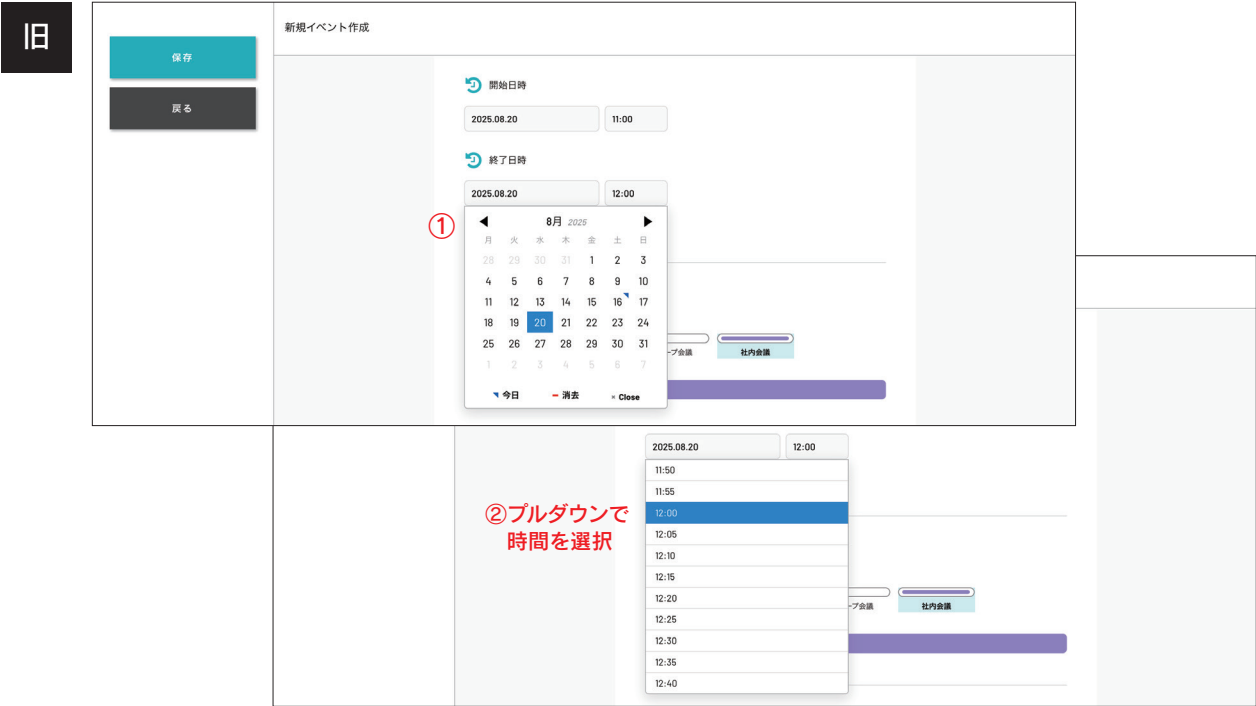 旧
新規イベント作成
保存
戻る
開始日時
2025.08.20 11:00
終了日時
2025.08.20 12:00
①
8月 2025
月 火 水 木 金 土 日
28 29 30 31 1 2 3
4 5 6 7 8 9 10
11 12 13 14 15 16 17
18 19 20 21 22 23 24
25 26 27 28 29 30 31
1 2 3 4 5 6 7
今日 消去 × Close
ープ会議 社内会議
2025.08.20 12:00
11:50
11:55
12:00
12:05
12:10
12:15
12:20
12:25
12:30
12:35
12:40
②プルダウンで
時間を選択
ープ会議 社内会議